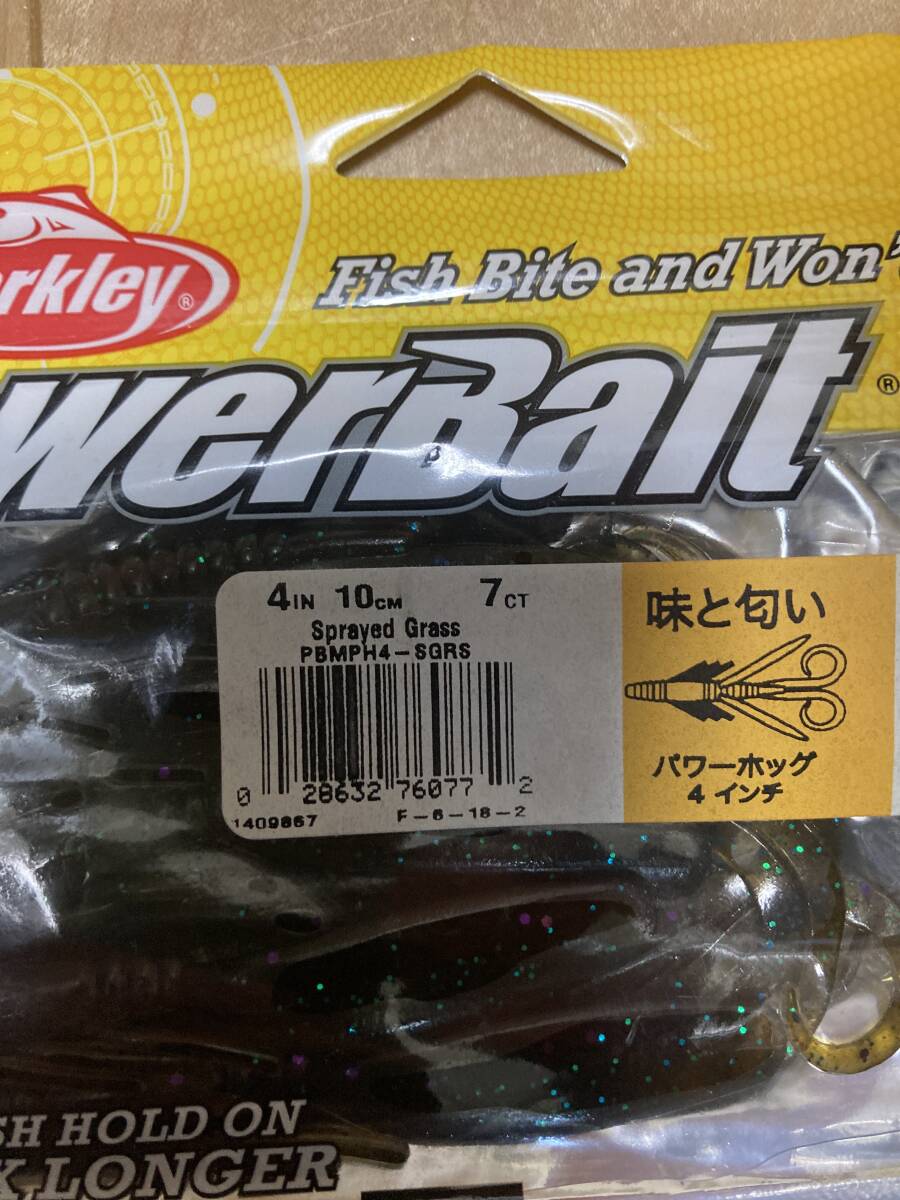 erkley®
Fish Bite and Won'
werBait®
4IN 10CM 7CT
Sprayed Grass
PBMPH4-SGRS
0 28632 76077 2
1409867 F-6-18-2
味と匂い
パワーホッグ
4 インチ
SH HOLD ON
X LONGER